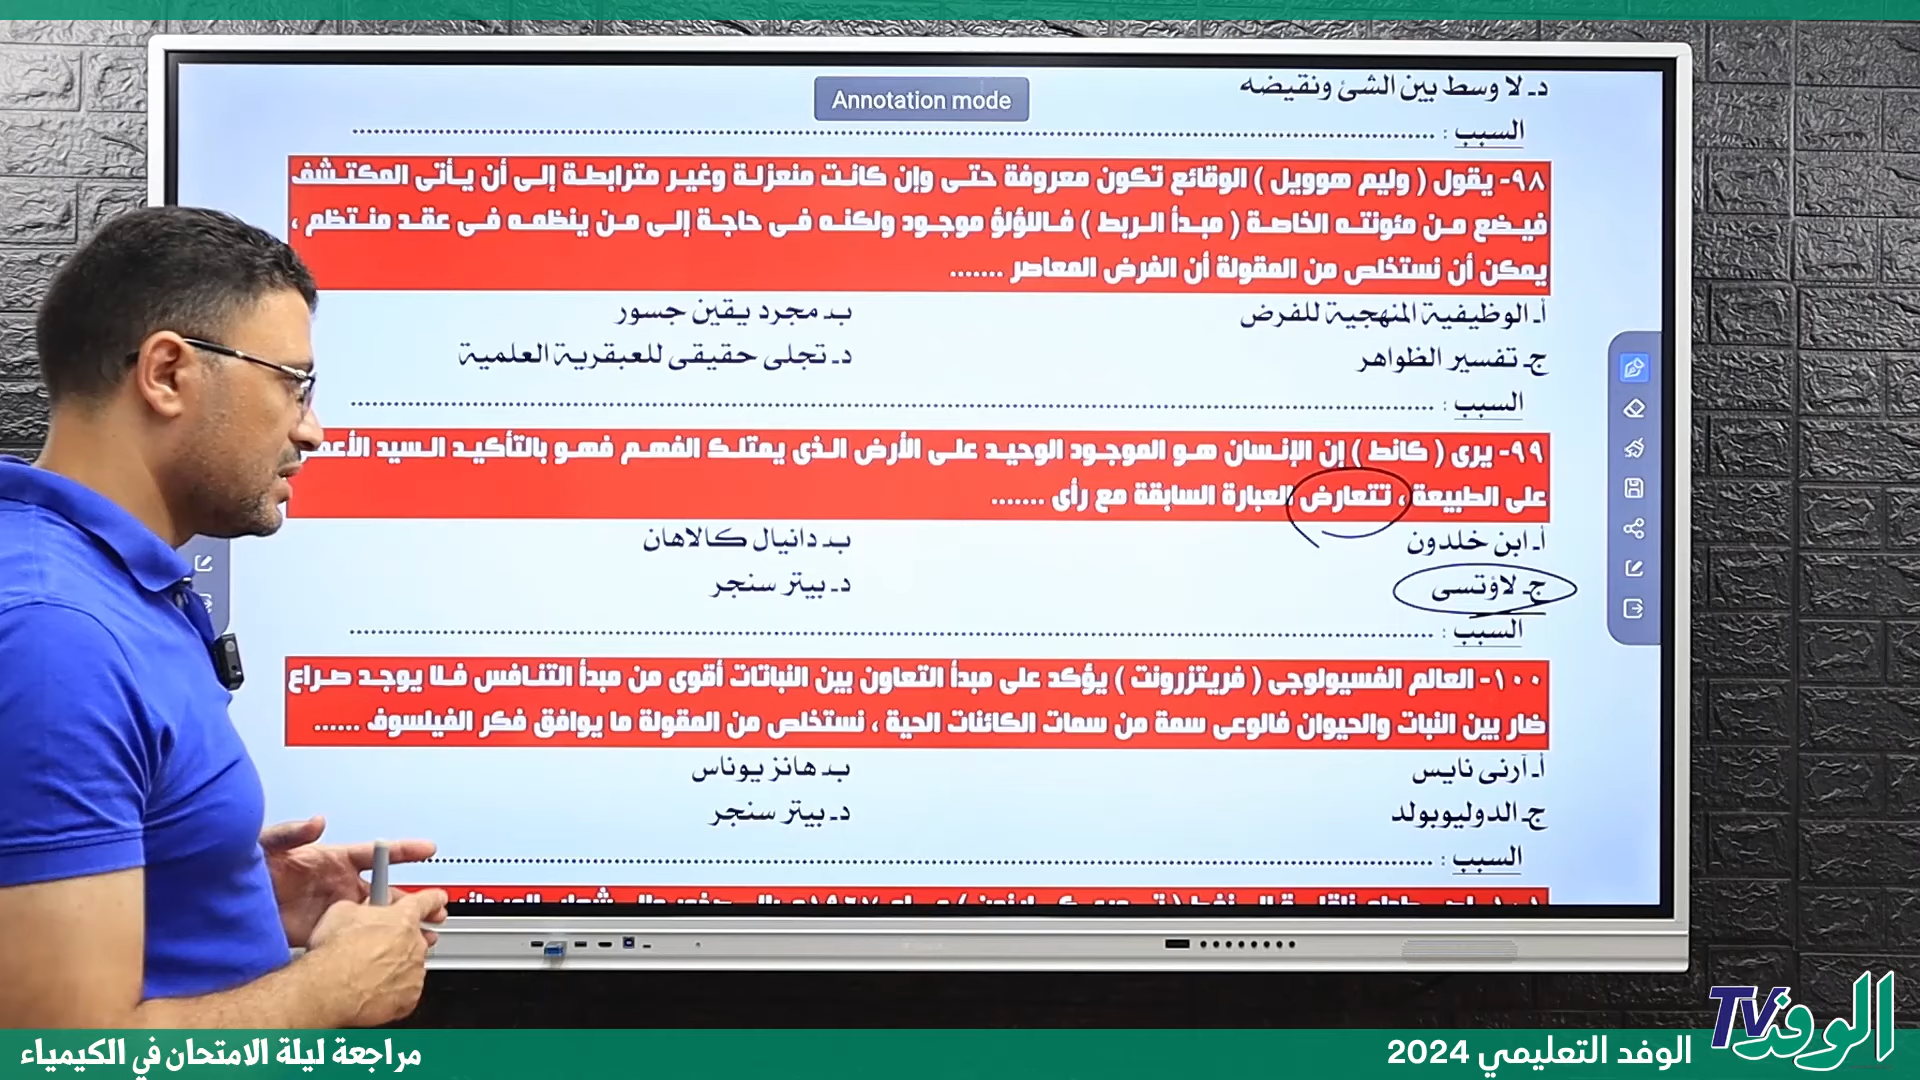 د- لا وسط بين الشئ ونقيضه
Annotation mode
السبب : ........................
٩٨- يقول ( وليم هوويل ) الوقائع تكون معروفة حتى وإن كانت منعزلة وغير مترابطة إلى أن يأتى المكتشف
فيضع من مئونته الخاصة ( مبدأ الربط ) فاللؤلؤ موجود ولكنه فى حاجة إلى من ينظمه فى عقد منتظم ،
يمكن أن نستخلص من المقولة أن الفرض المعاصر .......
أ- الوظيفية المنهجية للفرض
ب- مجرد يقين جسور
ج- تفسير الظواهر
د- تجلى حقيقى للعبقرية العلمية
السبب : ........................
٩٩- يرى ( كانط ) إن الإنسان هو الموجود الوحيد على الأرض الذى يمتلك الفهم فهو بالتأكيد السيد الأعم
على الطبيعة ، تتعارض العبارة السابقة مع رأى .......
أ- ابن خلدون
ب- دانيال كالاهان
ج- لاؤتسى
د- بيتر سنجر
السبب : ........................
١٠٠- العالم الفسيولوجى ( فريتزرونت ) يؤكد على مبدأ التعاون بين النباتات أقوى من مبدأ التنافس فلا يوجد صراع
ضار بين النبات والحيوان فالوعى سمة من سمات الكائنات الحية ، نستخلص من المقولة ما يوافق فكر الفيلسوف ......
أ- آرنى نايس
ب- هانز يوناس
ج- الدوليوبولد
د- بيتر سنجر
السبب : ........................
الوفد TV
الوفد التعليمي 2024
مراجعة ليلة الامتحان في الكيمياء